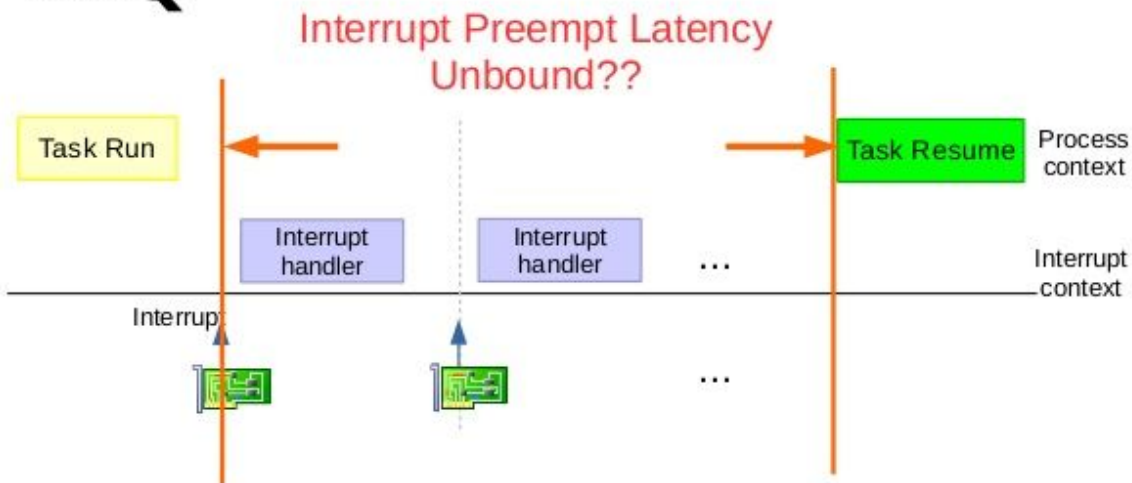 Interrupt Preempt Latency
Unbound??
Task Run
Task Resume
Process
context
Interrupt
handler
Interrupt
handler
...
Interrupt
context
Interrupt
...